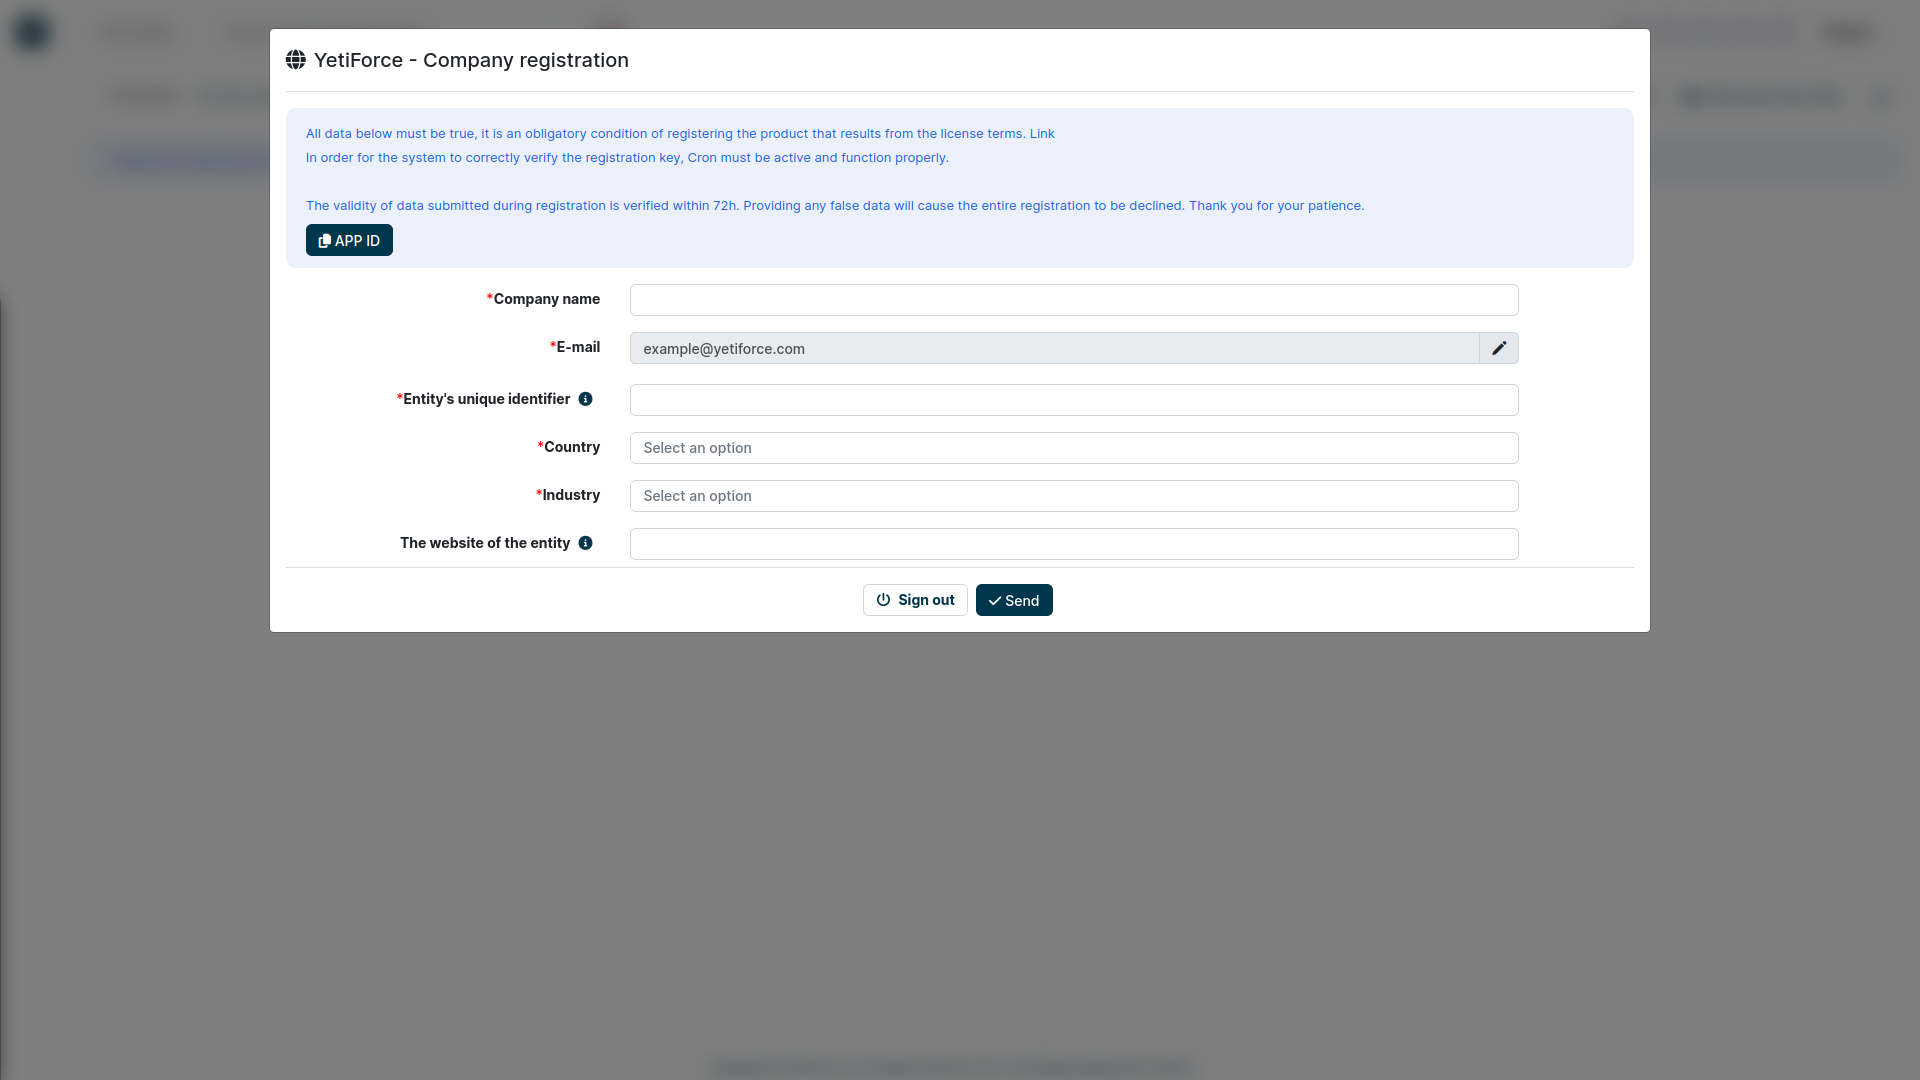 YetiForce - Company registration
All data below must be true, it is an obligatory condition of registering the product that results from the license terms. Link
In order for the system to correctly verify the registration key, Cron must be active and function properly.
The validity of data submitted during registration is verified within 72h. Providing any false data will cause the entire registration to be declined. Thank you for your patience.
APP ID
*Company name
*E-mail
example@yetiforce.com
*Entity's unique identifier
*Country
Select an option
*Industry
Select an option
The website of the entity
Sign out
Send